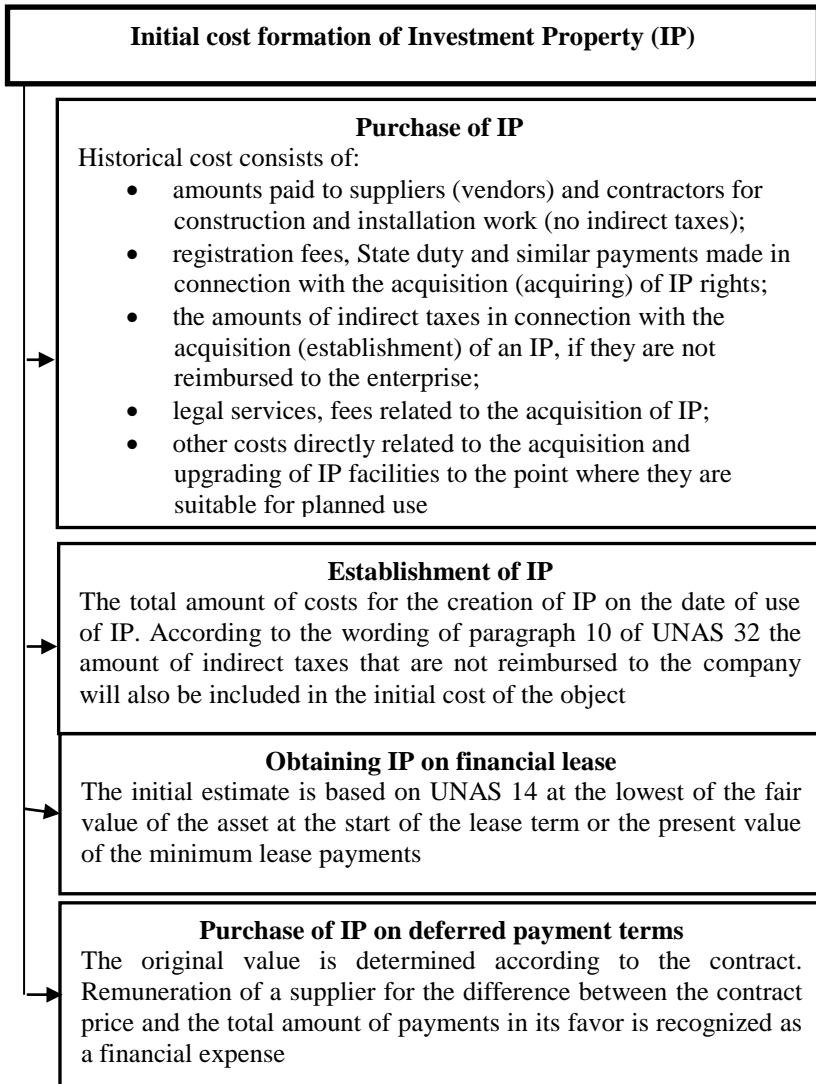 Initial cost formation of Investment Property (IP)
Purchase of IP
Historical cost consists of:
• amounts paid to suppliers (vendors) and contractors for
construction and installation work (no indirect taxes);
• registration fees, State duty and similar payments made in
connection with the acquisition (acquiring) of IP rights;
• the amounts of indirect taxes in connection with the
acquisition (establishment) of an IP, if they are not
reimbursed to the enterprise;
• legal services, fees related to the acquisition of IP;
• other costs directly related to the acquisition and
upgrading of IP facilities to the point where they are
suitable for planned use
Establishment of IP
The total amount of costs for the creation of IP on the date of use
of IP. According to the wording of paragraph 10 of UNAS 32 the
amount of indirect taxes that are not reimbursed to the company
will also be included in the initial cost of the object
Obtaining IP on financial lease
The initial estimate is based on UNAS 14 at the lowest of the fair
value of the asset at the start of the lease term or the present value
of the minimum lease payments
Purchase of IP on deferred payment terms
The original value is determined according to the contract.
Remuneration of a supplier for the difference between the contract
price and the total amount of payments in its favor is recognized as
a financial expense